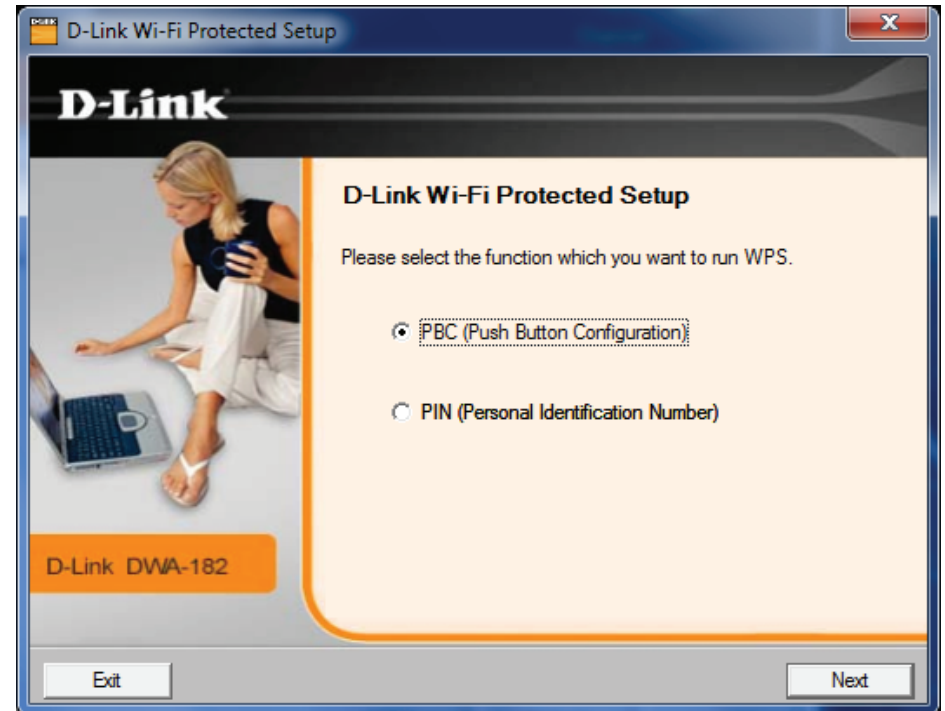 D-Link Wi-Fi Protected Setup
D-Link
D-Link Wi-Fi Protected Setup
Please select the function which you want to run WPS.
PBC (Push Button Configuration)
PIN (Personal Identification Number)
D-Link DWA-182
Exit
Next